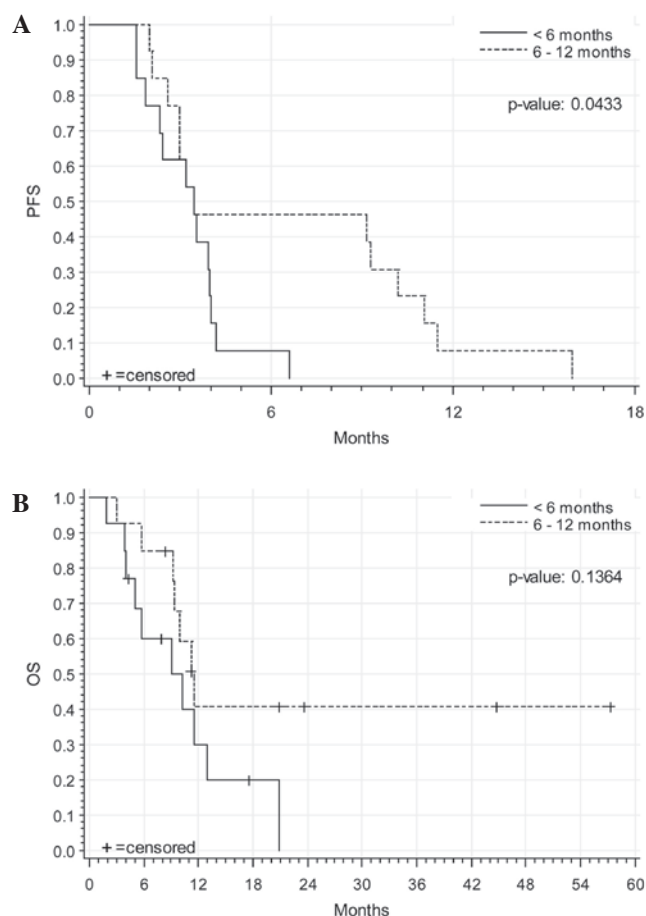 A
1.0
0.9
0.8
0.7
0.6
0.5
0.4
0.3
0.2
0.1
0.0
PFS
< 6 months
6 - 12 months
p-value: 0.0433
+ =censored
0 6 12 18
Months
B
1.0
0.9
0.8
0.7
0.6
0.5
0.4
0.3
0.2
0.1
0.0
OS
< 6 months
6 - 12 months
p-value: 0.1364
+ =censored
0 6 12 18 24 30 36 42 48 54 60
Months